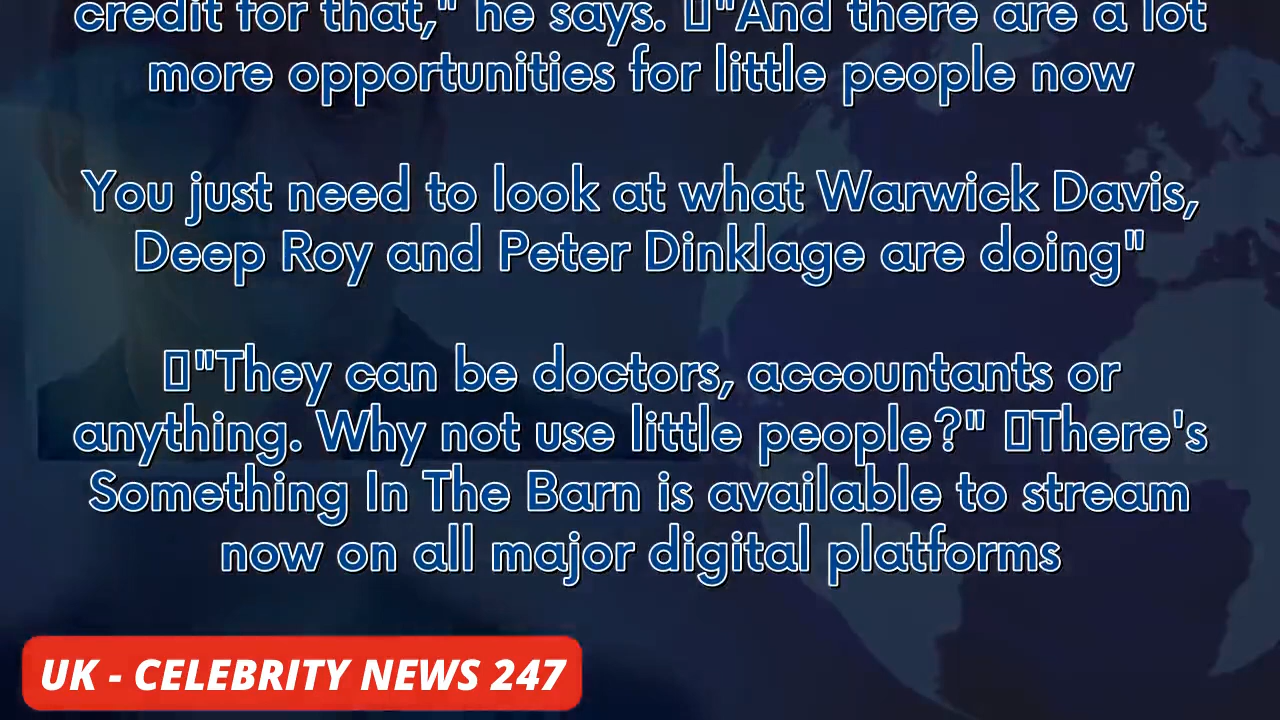 credit for that," he says. ▯"And there are a lot
more opportunities for little people now
You just need to look at what Warwick Davis,
Deep Roy and Peter Dinklage are doing"
▯"They can be doctors, accountants or
anything. Why not use little people?" ▯There's
Something In The Barn is available to stream
now on all major digital platforms
UK - CELEBRITY NEWS 247